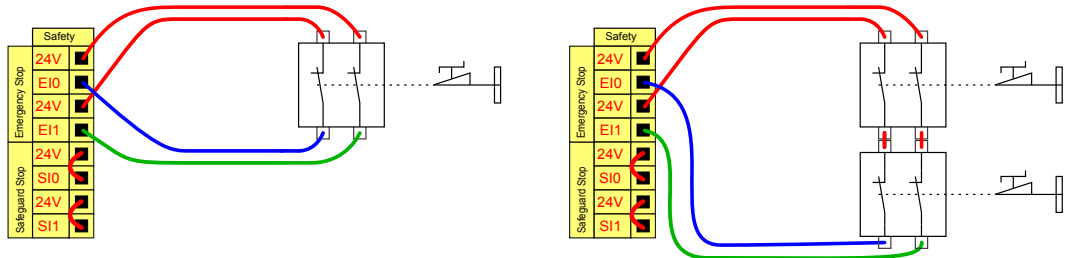 Safety
Emergency Stop
24V
EI0
24V
EI1
Safeguard Stop
24V
SI0
24V
SI1
Safety
Emergency Stop
24V
EI0
24V
EI1
Safeguard Stop
24V
SI0
24V
SI1